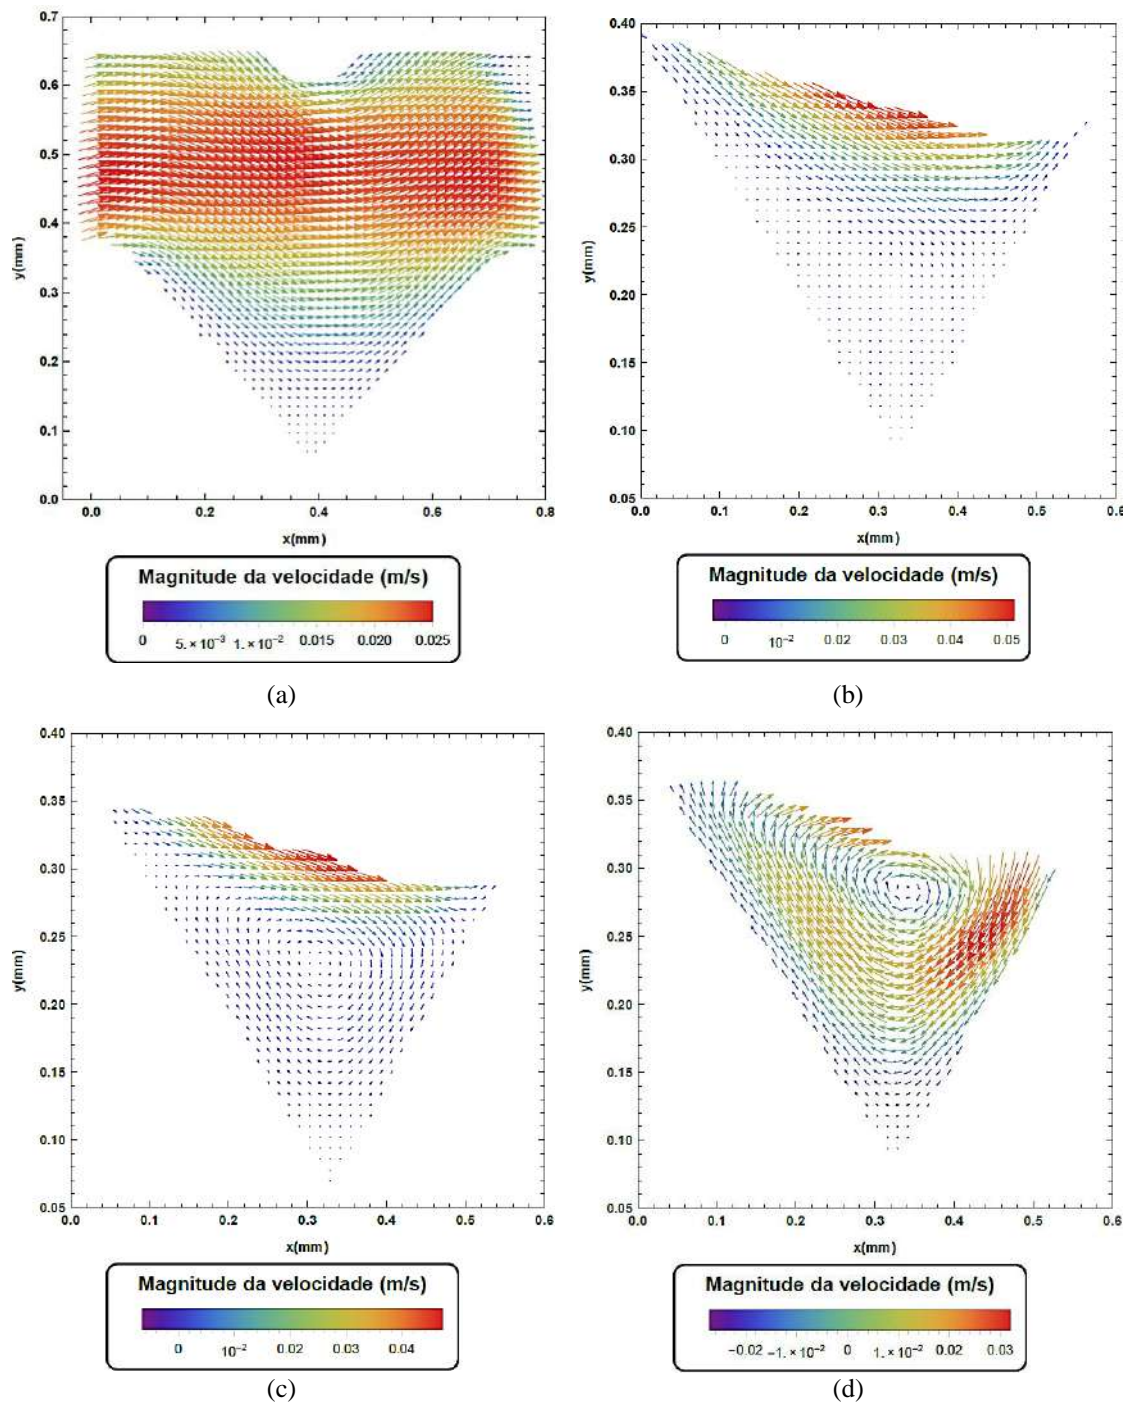 0.7
0.6
0.5
0.4
0.3
0.2
0.1
0.0
y(mm)
0.0 0.2 0.4 0.6 0.8
x(mm)
Magnitude da velocidade (m/s)
0 5.×10⁻³ 1.×10⁻² 0.015 0.020 0.025
(a)
0.40
0.35
0.30
0.25
0.20
0.15
0.10
0.05
y(mm)
0.0 0.1 0.2 0.3 0.4 0.5 0.6
x(mm)
Magnitude da velocidade (m/s)
0 10⁻² 0.02 0.03 0.04 0.05
(b)
0.40
0.35
0.30
0.25
0.20
0.15
0.10
0.05
y(mm)
0.0 0.1 0.2 0.3 0.4 0.5 0.6
x(mm)
Magnitude da velocidade (m/s)
0 10⁻² 0.02 0.03 0.04
(c)
0.40
0.35
0.30
0.25
0.20
0.15
0.10
0.05
y(mm)
0.0 0.1 0.2 0.3 0.4 0.5 0.6
x(mm)
Magnitude da velocidade (m/s)
−0.02 −1.×10⁻² 0 1.×10⁻² 0.02 0.03
(d)